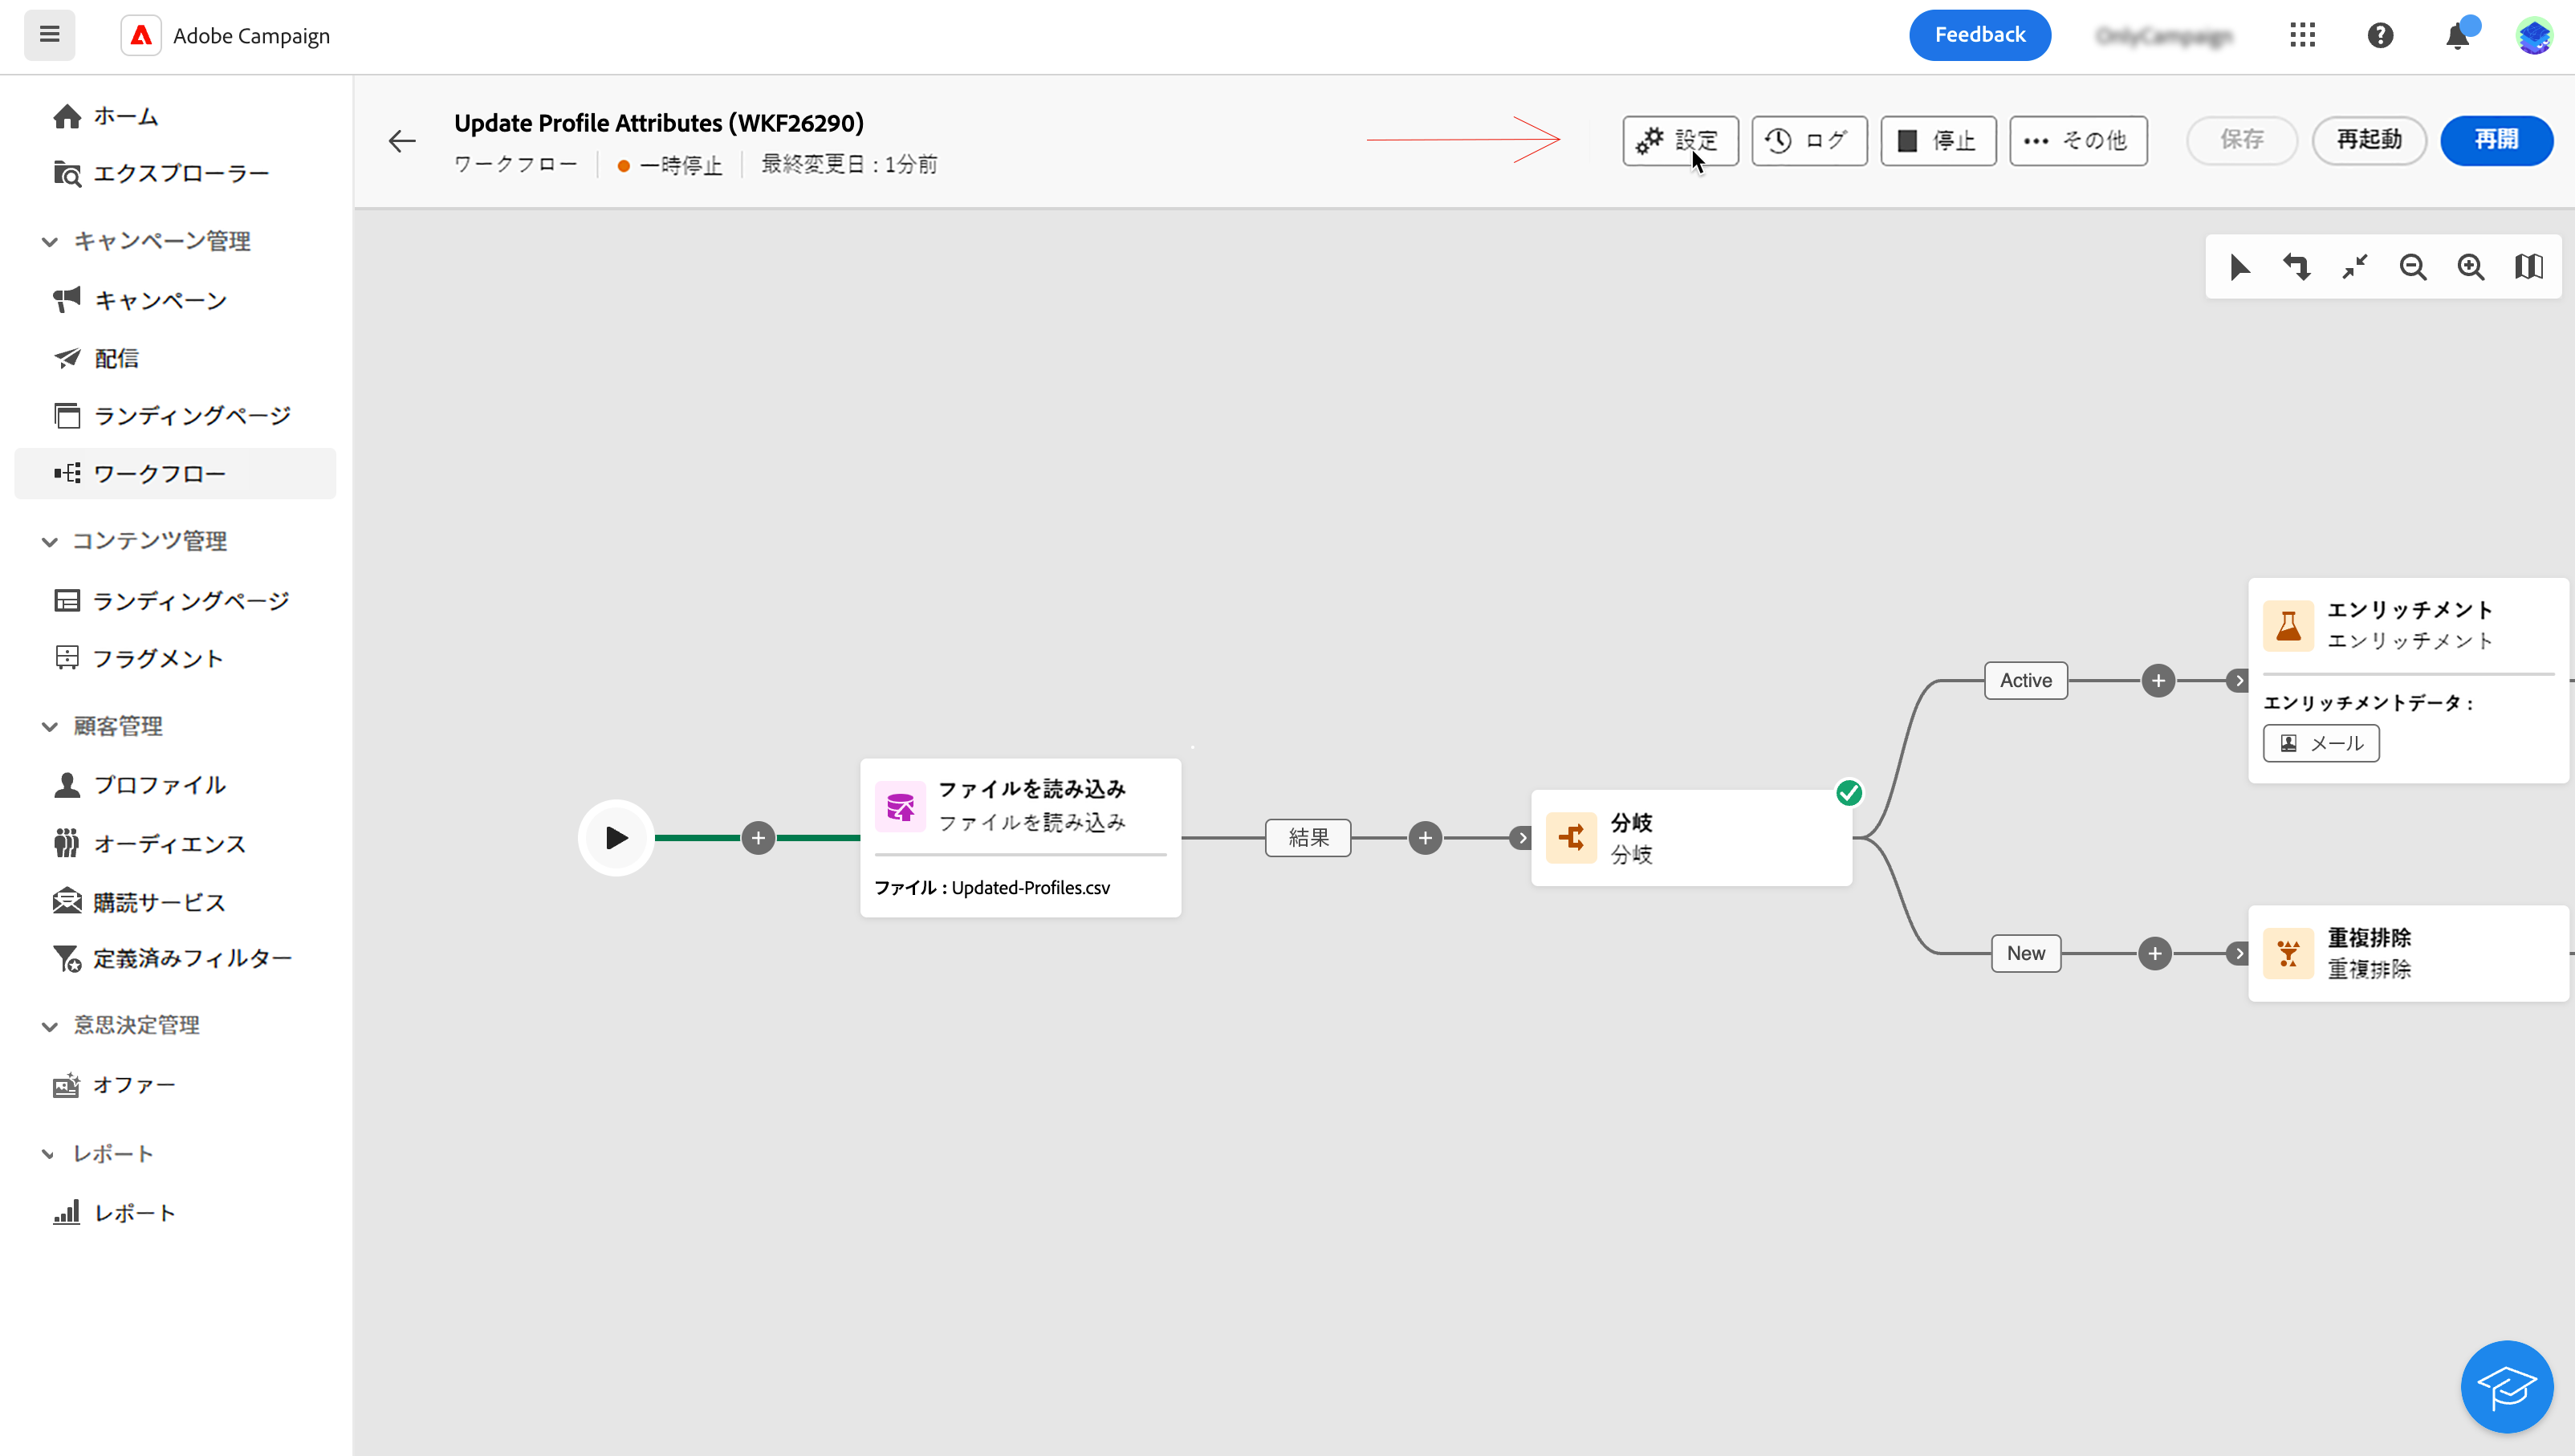 Adobe Campaign
Feedback
Update Profile Attributes (WKF26290)
ワークフロー
一時停止
最終変更日 : 1分前
設定
ログ
停止
その他
保存
再起動
再開
ホーム
エクスプローラー
キャンペーン管理
キャンペーン
配信
ランディングページ
ワークフロー
コンテンツ管理
ランディングページ
フラグメント
顧客管理
プロファイル
オーディエンス
購読サービス
定義済みフィルター
意思決定管理
オファー
レポート
レポート
ファイルを読み込み
ファイルを読み込み
ファイル : Updated-Profiles.csv
結果
分岐
分岐
Active
エンリッチメント
エンリッチメント
エンリッチメントデータ :
メール
New
重複排除
重複排除